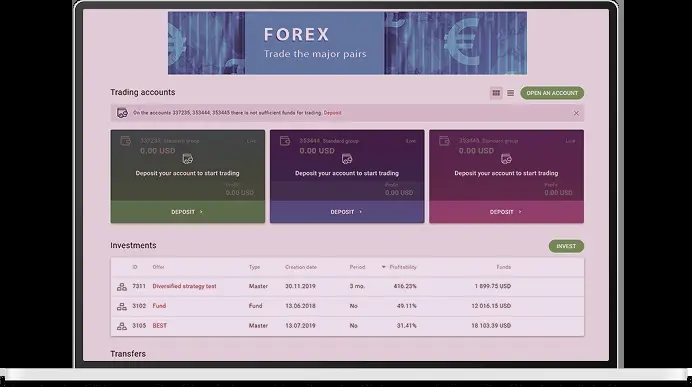 FOREX
Trade the major pairs
Trading accounts
OPEN AN ACCOUNT
On the accounts 337235, 353444, 353445 there is not sufficient funds for trading. Deposit
337235, Standard group Live
0.00 USD
Deposit your account to start trading
Profit
0.00 USD
DEPOSIT
353444, Standard group Live
0.00 USD
Deposit your account to start trading
Profit
0.00 USD
DEPOSIT
353445, Standard group Live
0.00 USD
Deposit your account to start trading
Profit
0.00 USD
DEPOSIT
Investments
INVEST
ID Offer Type Creation date Period Profitability Funds
7311 Diversified strategy test Master 30.11.2019 3 mo. 416.23% 1 899.75 USD
3102 Fund Fund 13.06.2018 No 49.11% 12 016.15 USD
3105 BEST Master 13.07.2019 No 31.41% 18 103.39 USD
Transfers